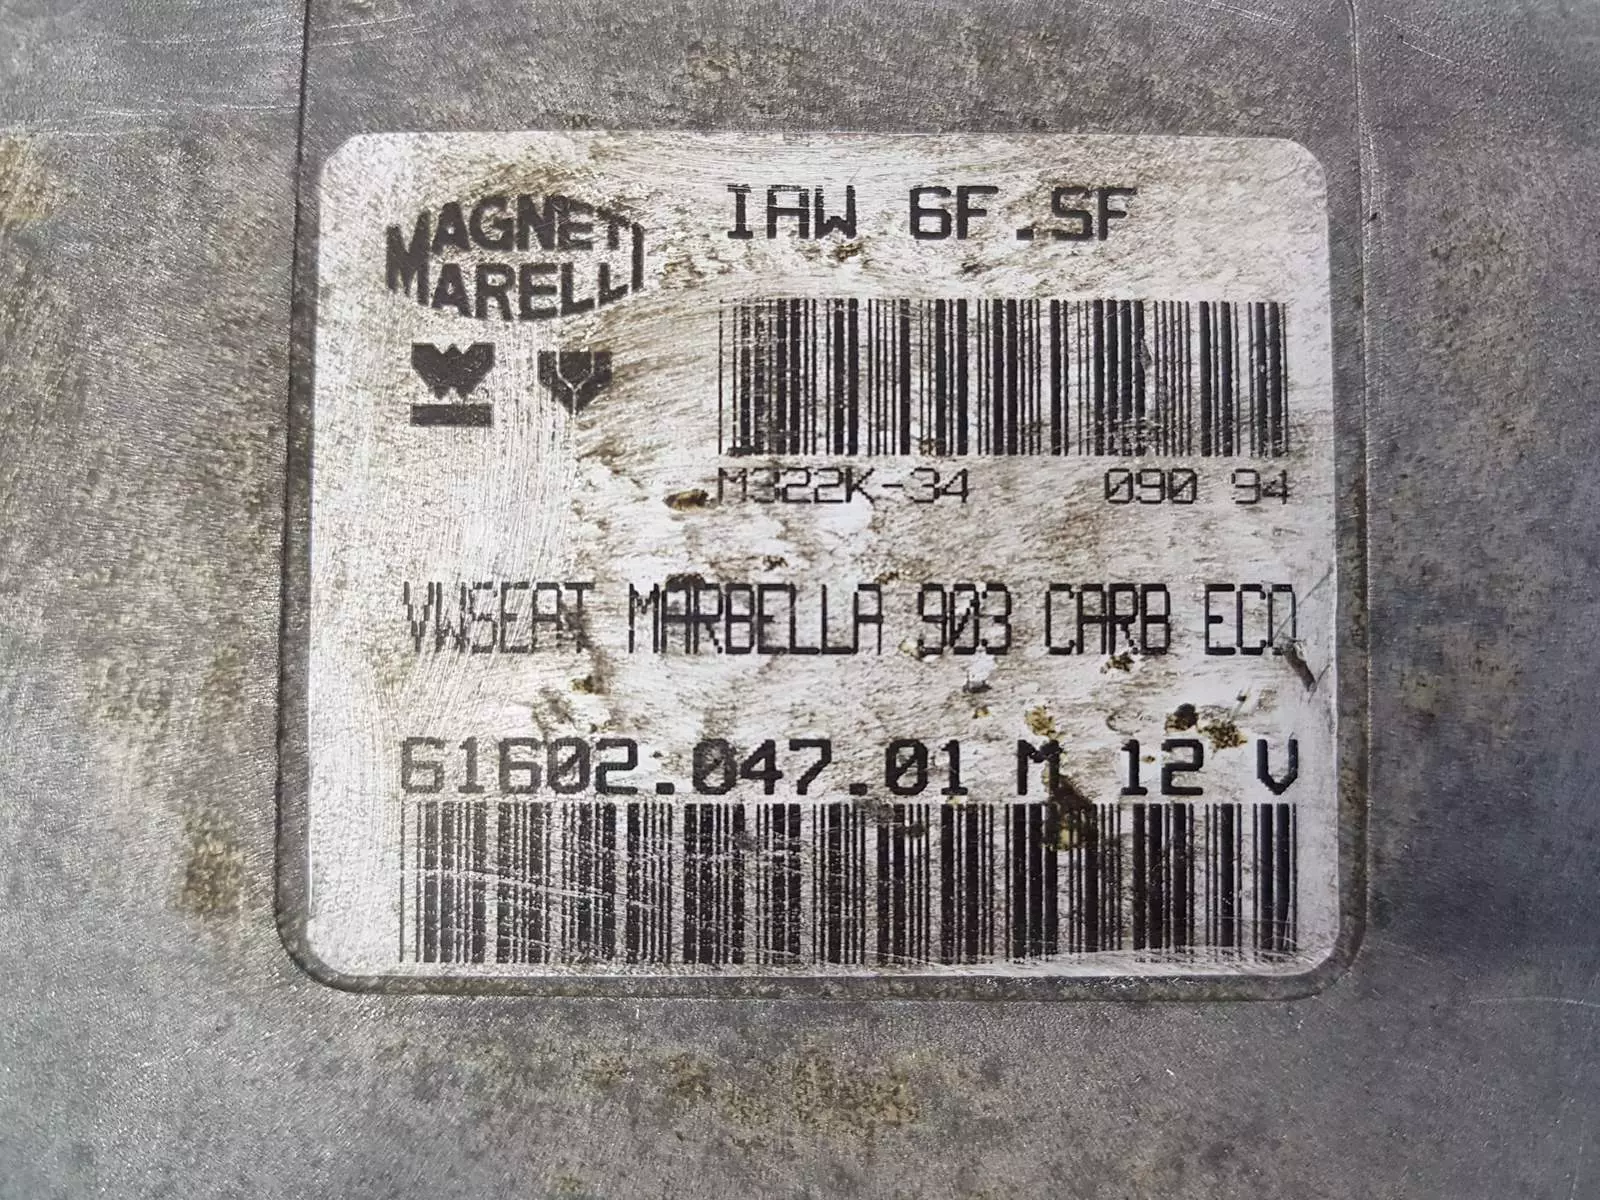 MAGNETI
MARELLI
IAW 6F.SF
M322K-34 090 94
VWSEAT MARBELLA 903 CARB ECO
61602.047.01 M 12 V